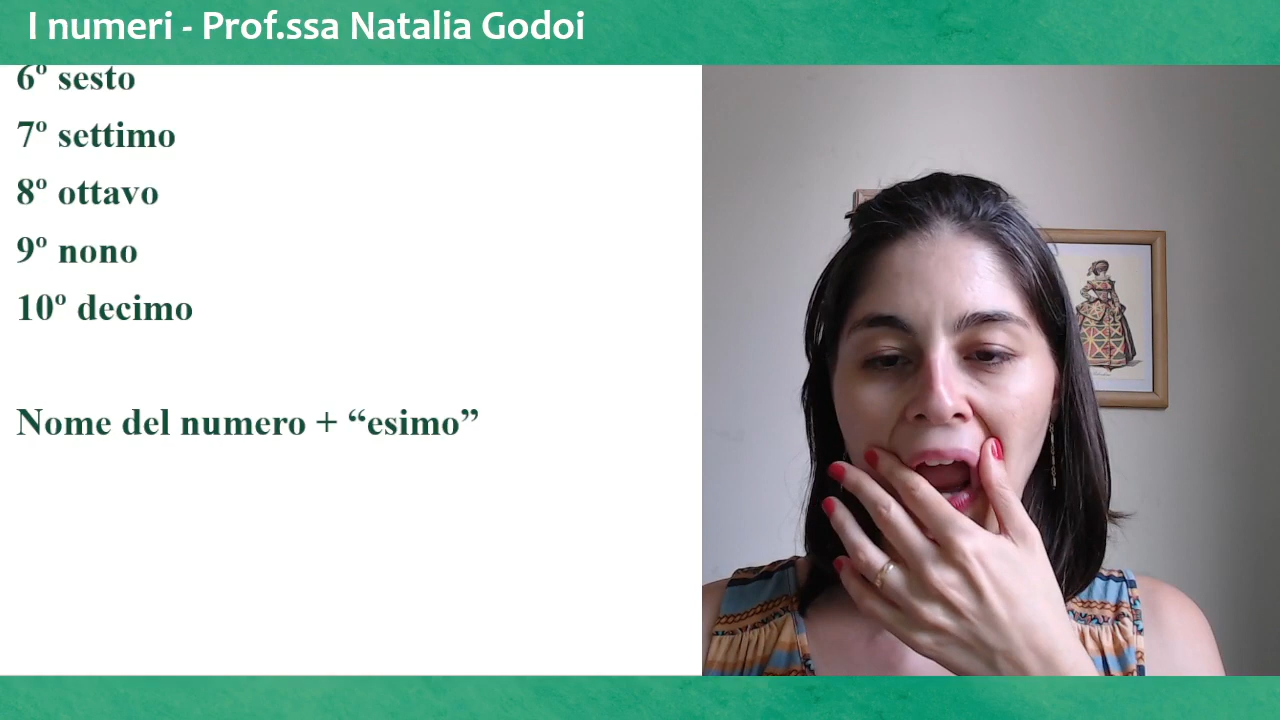 I numeri - Prof.ssa Natalia Godoi
6º sesto
7º settimo
8º ottavo
9º nono
10º decimo
Nome del numero + “esimo”